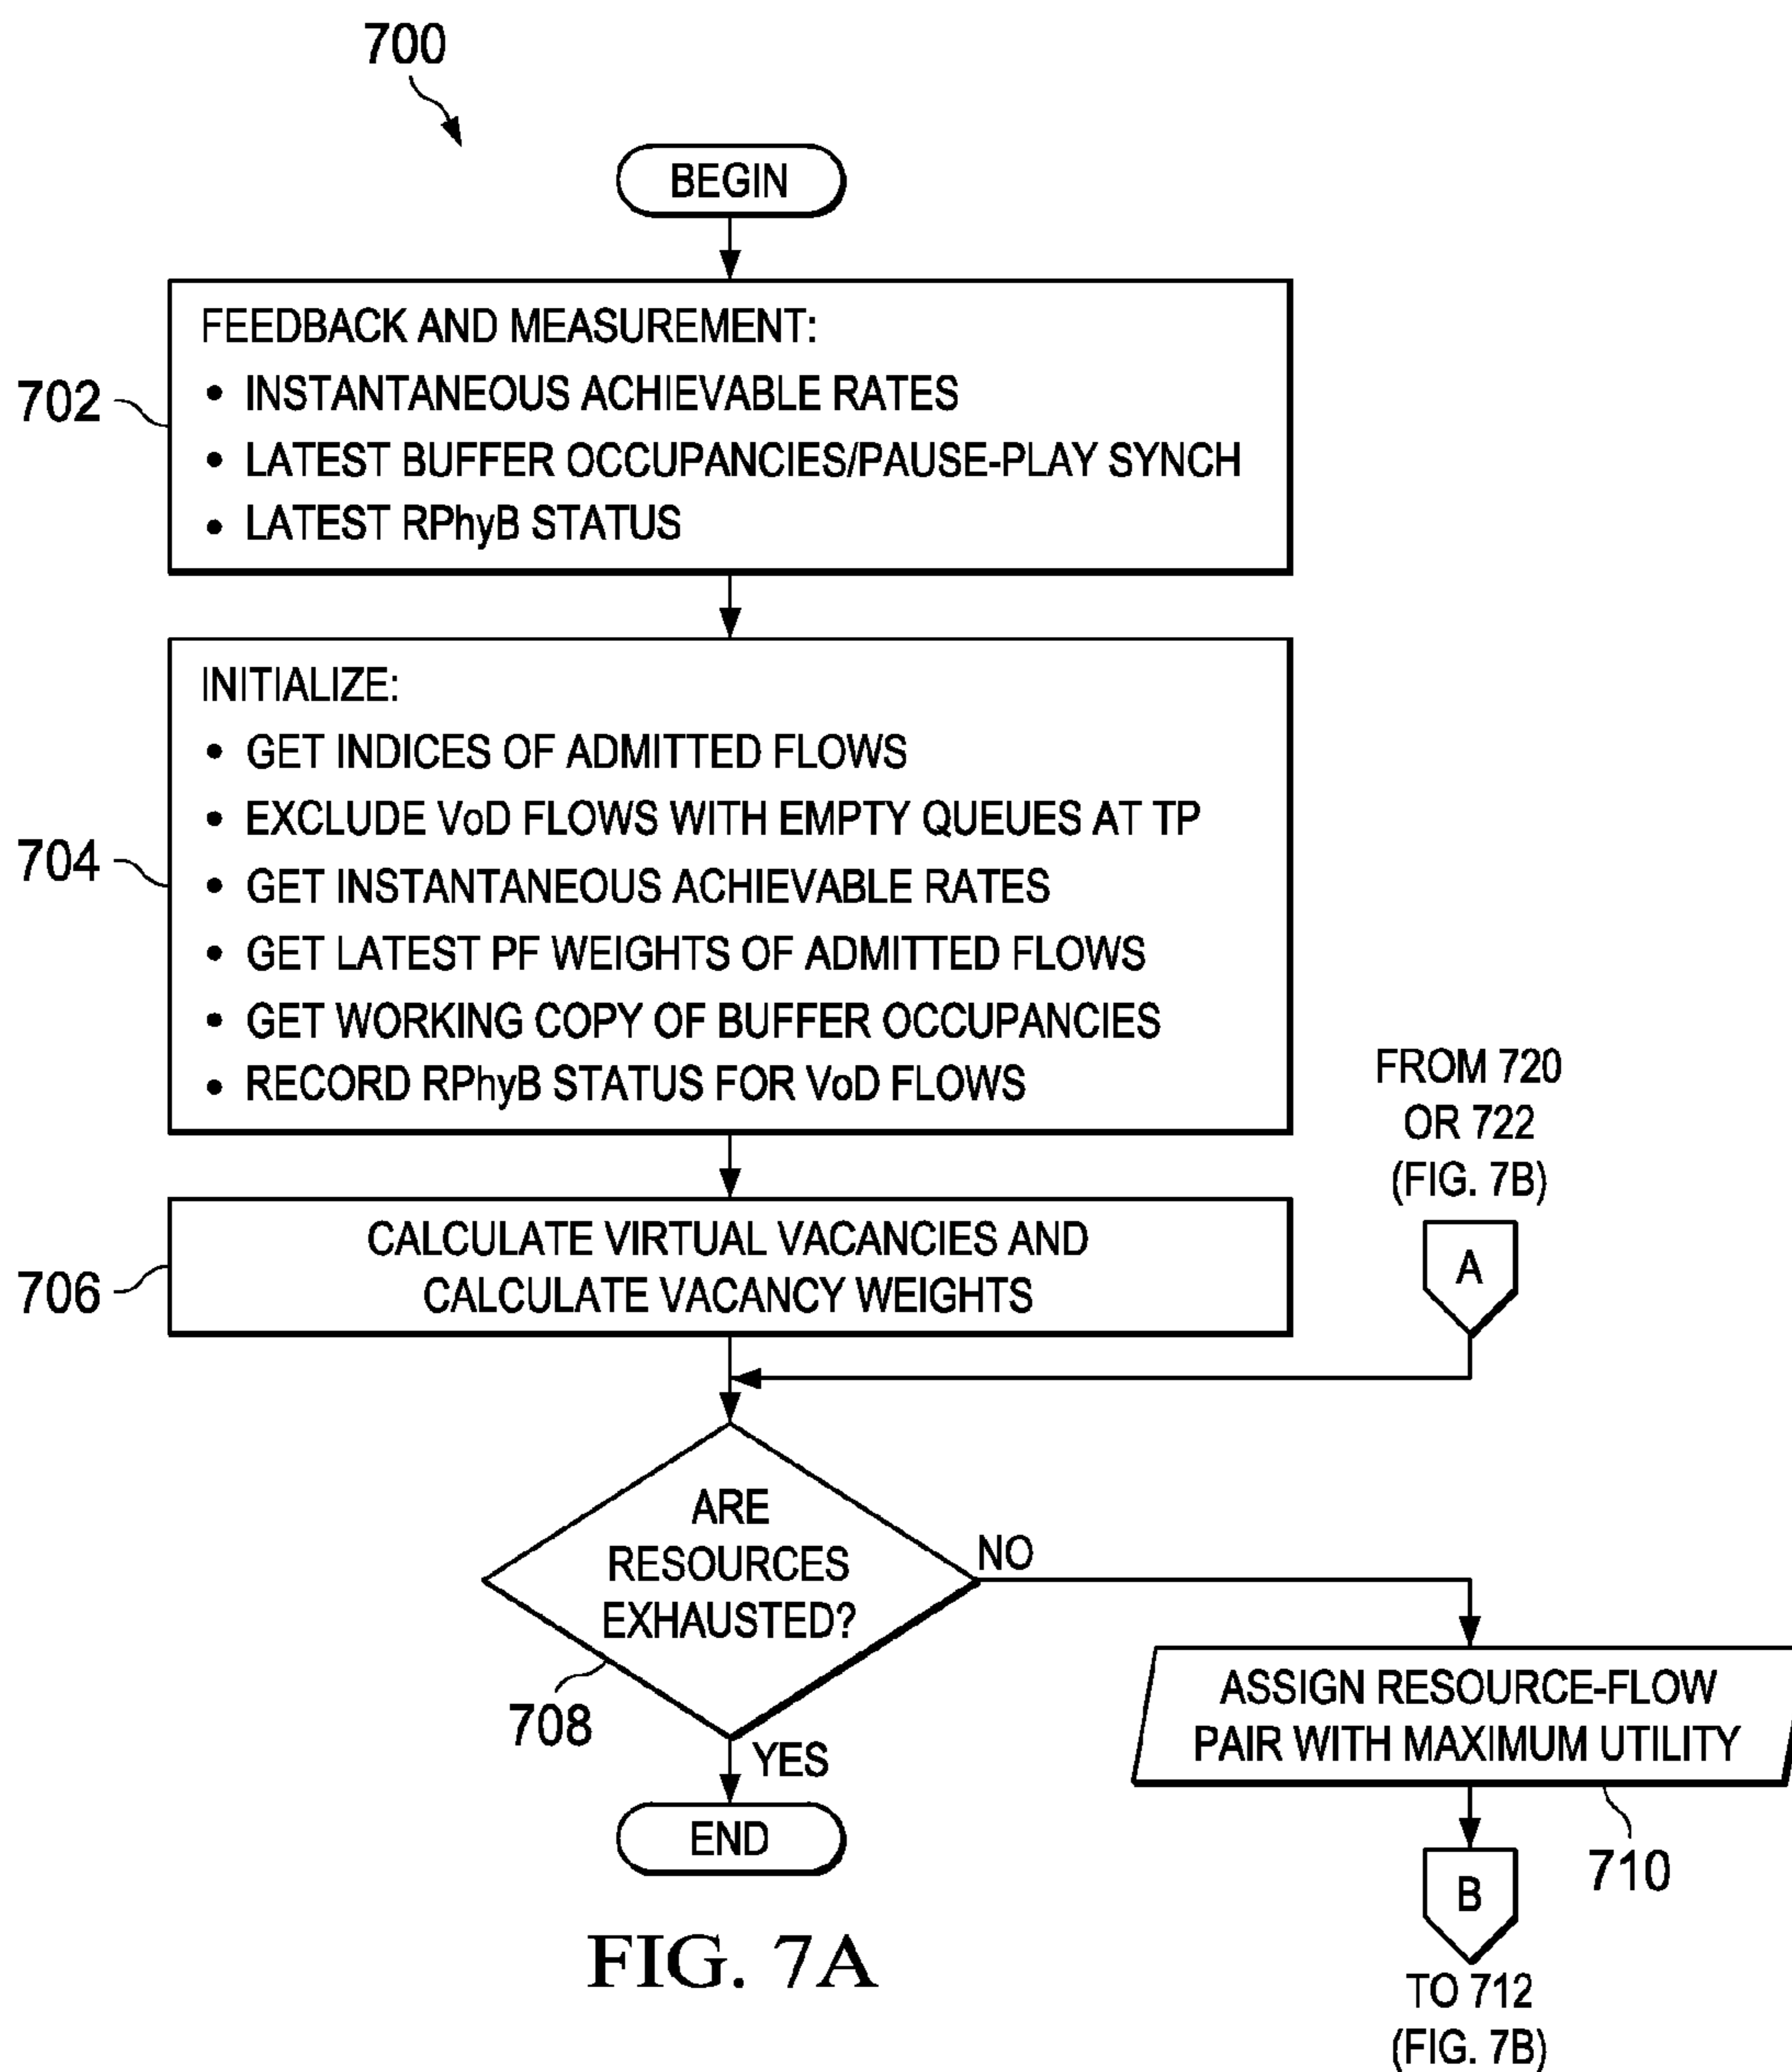 700
BEGIN
702
FEEDBACK AND MEASUREMENT:
• INSTANTANEOUS ACHIEVABLE RATES
• LATEST BUFFER OCCUPANCIES/PAUSE-PLAY SYNCH
• LATEST RPhyB STATUS
704
INITIALIZE:
• GET INDICES OF ADMITTED FLOWS
• EXCLUDE VoD FLOWS WITH EMPTY QUEUES AT TP
• GET INSTANTANEOUS ACHIEVABLE RATES
• GET LATEST PF WEIGHTS OF ADMITTED FLOWS
• GET WORKING COPY OF BUFFER OCCUPANCIES
• RECORD RPhyB STATUS FOR VoD FLOWS
FROM 720
OR 722
(FIG. 7B)
A
706
CALCULATE VIRTUAL VACANCIES AND
CALCULATE VACANCY WEIGHTS
ARE
RESOURCES
EXHAUSTED?
NO
708
YES
END
ASSIGN RESOURCE-FLOW
PAIR WITH MAXIMUM UTILITY
710
B
TO 712
(FIG. 7B)
FIG. 7A